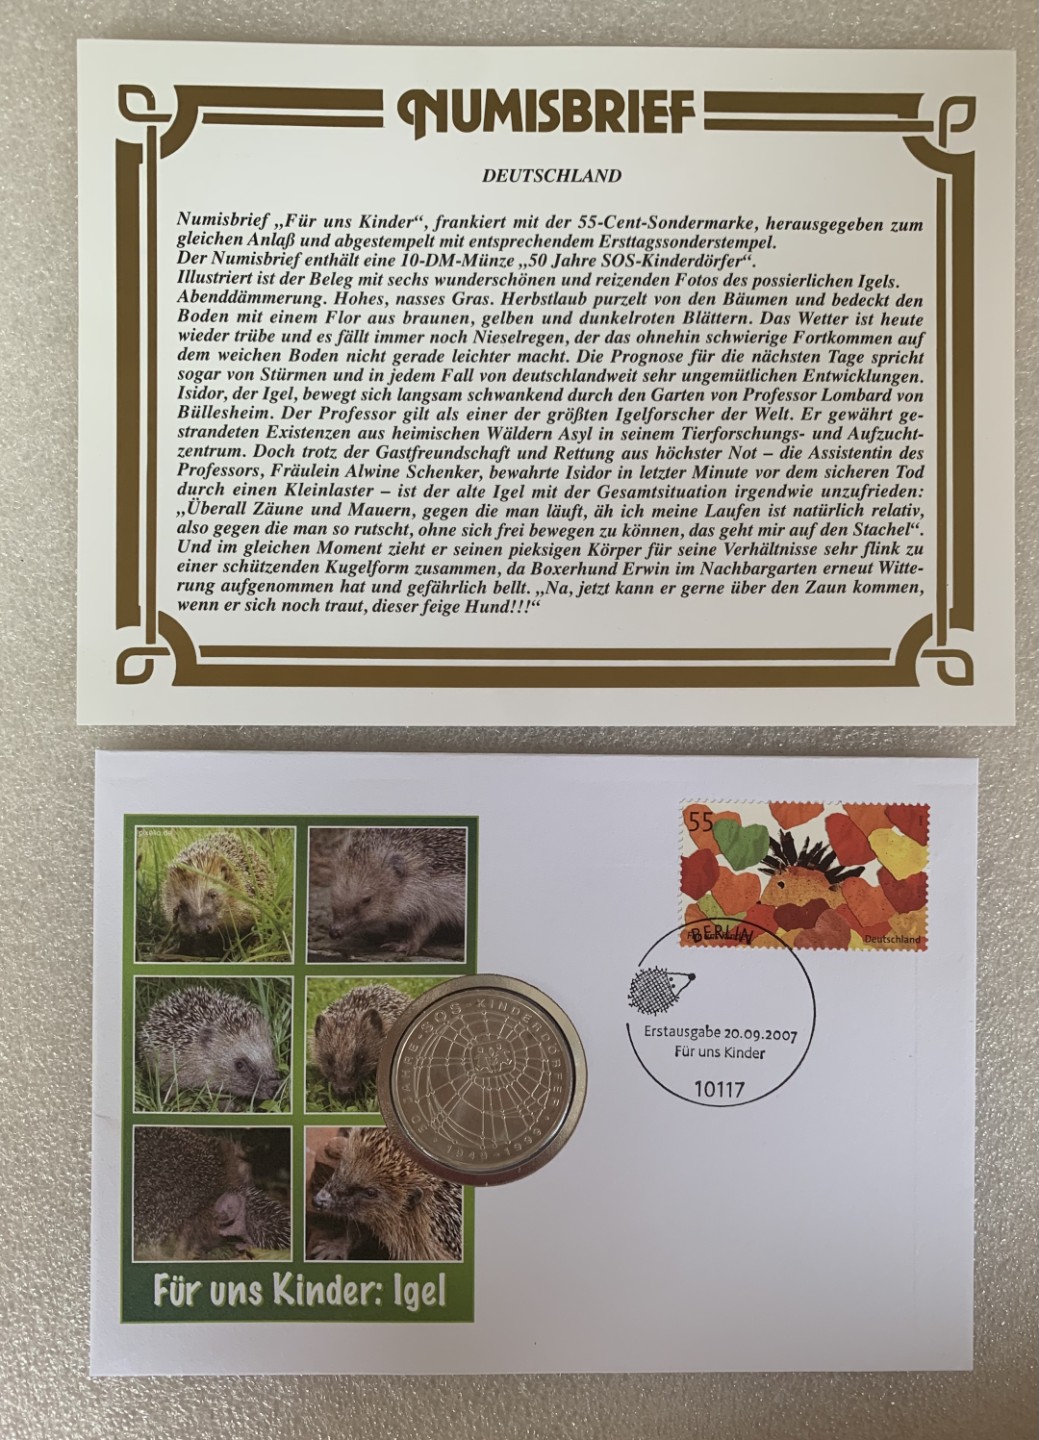 NUMISBRIEF
DEUTSCHLAND
Numisbrief „Für uns Kinder“, frankiert mit der 55-Cent-Sondermarke, herausgegeben zum
gleichen Anlaß und abgestempelt mit entsprechendem Ersttagssonderstempel.
Der Numisbrief enthält eine 10-DM-Münze „50 Jahre SOS-Kinderdörfer“.
Illustriert ist der Beleg mit sechs wunderschönen und reizenden Fotos des possierlichen Igels.
Abenddämmerung. Hohes, nasses Gras. Herbstlaub purzelt von den Bäumen und bedeckt den
Boden mit einem Flor aus braunen, gelben und dunkelroten Blättern. Das Wetter ist heute
wieder trübe und es fällt immer noch Nieselregen, der das ohnehin schwierige Fortkommen auf
dem weichen Boden nicht gerade leichter macht. Die Prognose für die nächsten Tage spricht
sogar von Stürmen und in jedem Fall von deutschlandweit sehr ungemütlichen Entwicklungen.
Isidor, der Igel, bewegt sich langsam schwankend durch den Garten von Professor Lombard von
Büllesheim. Der Professor gilt als einer der größten Igelforscher der Welt. Er gewährt ge-
strandeten Existenzen aus heimischen Wäldern Asyl in seinem Tierforschungs- und Aufzucht-
zentrum. Doch trotz der Gastfreundschaft und Rettung aus höchster Not – die Assistentin des
Professors, Fräulein Alwine Schenker, bewahrte Isidor in letzter Minute vor dem sicheren Tod
durch einen Kleinlaster – ist der alte Igel mit der Gesamtsituation irgendwie unzufrieden:
„Überall Zäune und Mauern, gegen die man läuft, äh ich meine Laufen ist natürlich relativ,
also gegen die man so rutscht, ohne sich frei bewegen zu können, das geht mir auf den Stachel“.
Und im gleichen Moment zieht er seinen pieksigen Körper für seine Verhältnisse sehr flink zu
einer schützenden Kugelform zusammen, da Boxerhund Erwin im Nachbargarten erneut Witte-
rung aufgenommen hat und gefährlich bellt. „Na, jetzt kann er gerne über den Zaun kommen,
wenn er sich noch traut, dieser feige Hund!!!“
55
Deutschland
BERLIN
Erstausgabe 20.09.2007
Für uns Kinder
10117
50 JAHRE SOS-KINDERDÖRFER
1949-1999
Für uns Kinder: Igel